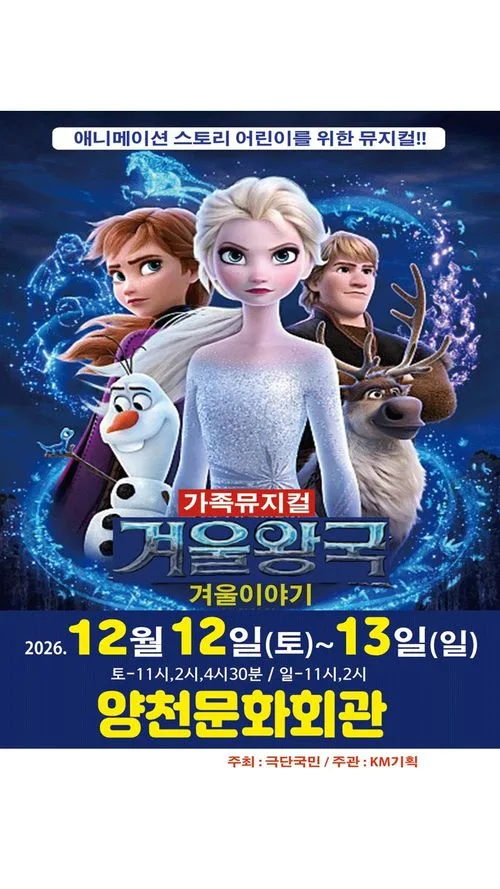 애니메이션 스토리 어린이를 위한 뮤지컬!!
가족뮤지컬
겨울왕국
겨울이야기
2026. 12월 12일(토)~13일(일)
토-11시,2시,4시30분 / 일-11시,2시
양천문화회관
주최 : 극단국민 / 주관 : KM기획